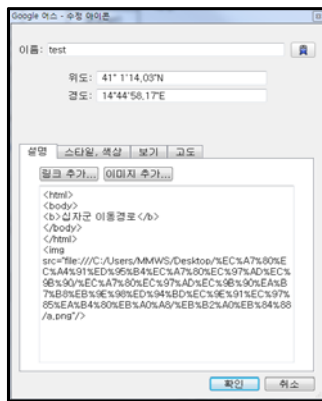 Google 어스 - 수정 아이콘
이름: test
위도: 41° 1'14,03"N
경도: 14°44'58,17"E
설명 스타일, 색상 보기 고도
링크 추가... 이미지 추가...
<html>
<body>
<b>십자군 이동경로</b>
</body>
</html>
<img
src="file:///C:/Users/MMWS/Desktop/%EC%A7%80%E
C%A4%91%ED%95%B4%EC%A7%80%EC%97%AD%EC%
9B%90/%EC%A7%80%EC%97%AD%EC%9B%90%EA%B
7%B8%EB%9E%98%ED%94%BD%EC%9E%91%EC%97%
85%EA%B4%80%EB%A0%A8/%EB%B2%A0%EB%84%88
/a.png"/>
확인 취소